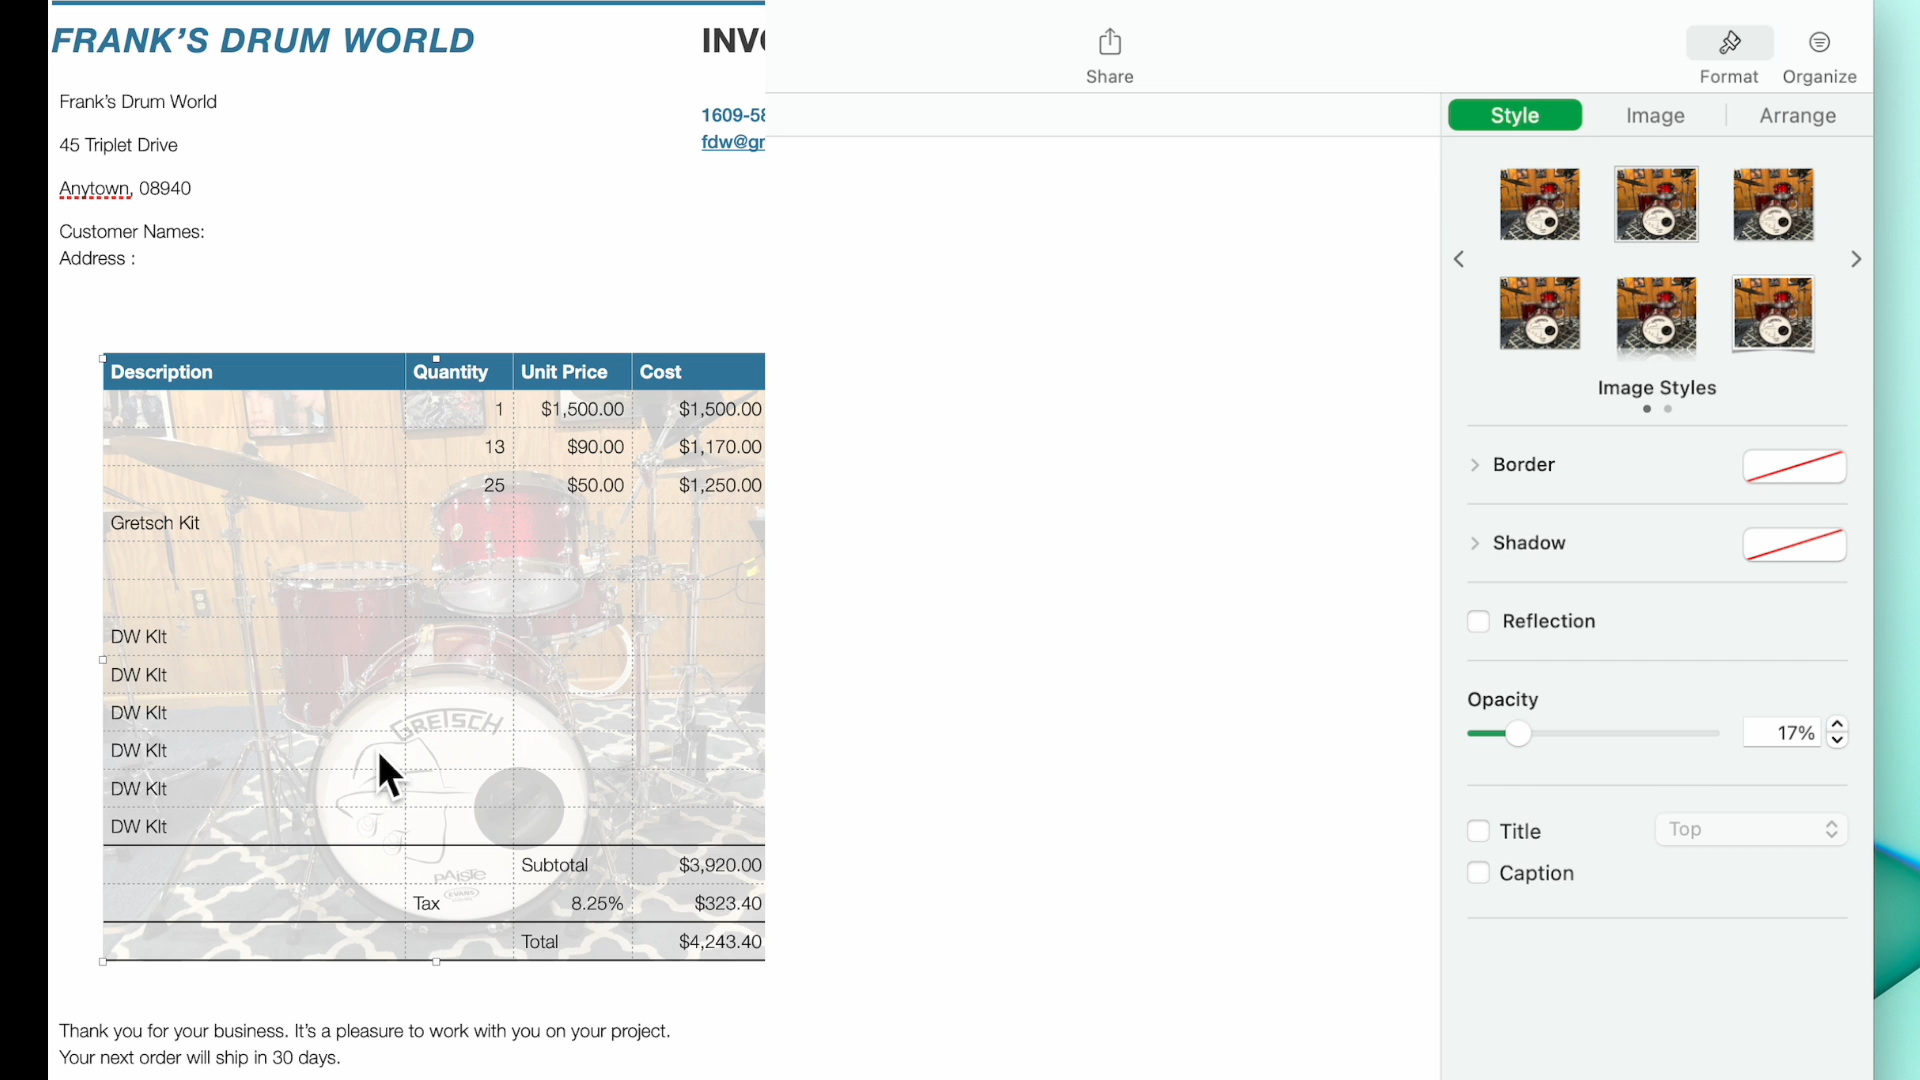 FRANK'S DRUM WORLD
INV
Frank's Drum World
1609-58
45 Triplet Drive
fdw@gr
Anytown, 08940
Customer Names:
Address :
Description Quantity Unit Price Cost
1 $1,500.00 $1,500.00
13 $90.00 $1,170.00
25 $50.00 $1,250.00
Gretsch Kit
DW KIt
DW KIt
DW KIt
DW KIt
DW KIt
DW KIt
Subtotal $3,920.00
Tax 8.25% $323.40
Total $4,243.40
GRETSCH
PAISTE
EVANS
Thank you for your business. It's a pleasure to work with you on your project.
Your next order will ship in 30 days.
Share
Format Organize
Style Image Arrange
Image Styles
Border
Shadow
Reflection
Opacity
17%
Title Top
Caption